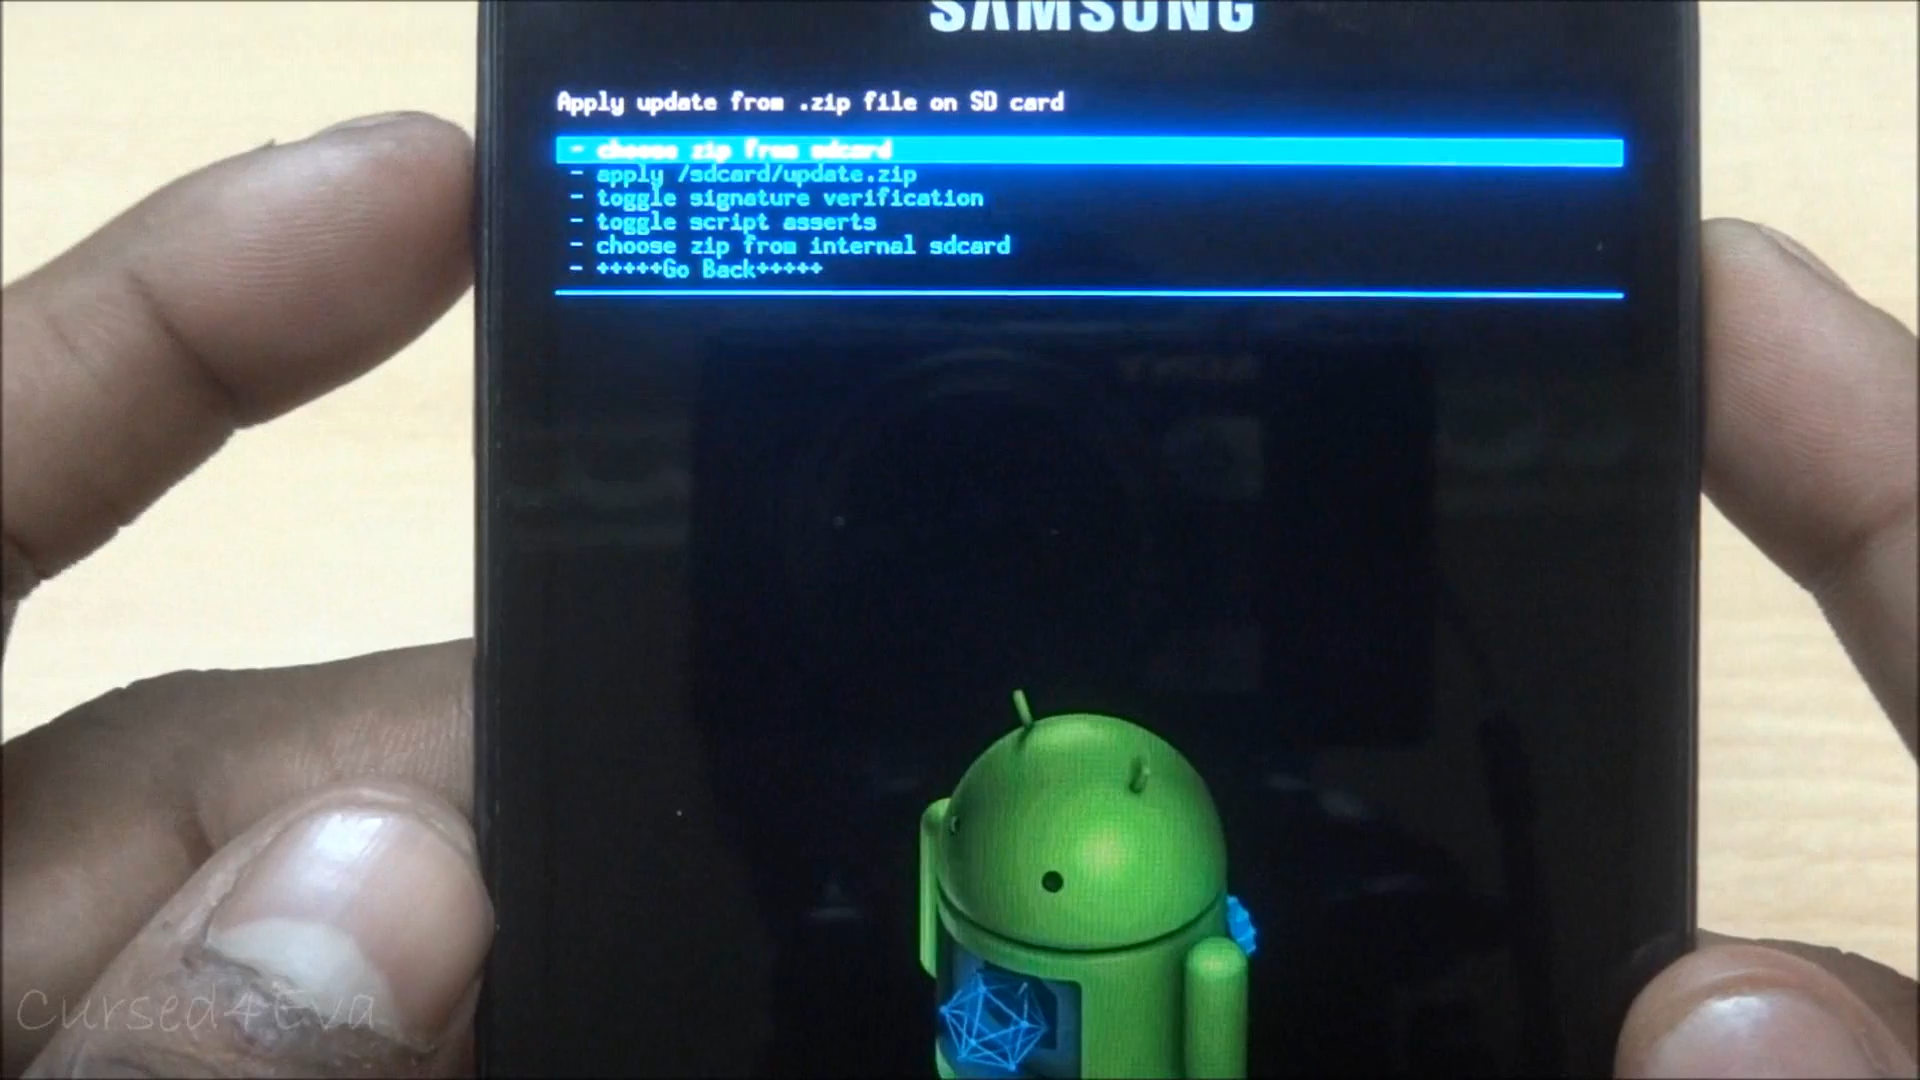 SAMSUNG
Apply update from .zip file on SD card
- choose zip from sdcard
- apply /sdcard/update.zip
- toggle signature verification
- toggle script asserts
- choose zip from internal sdcard
- +++++Go Back+++++
Cursed4Eva